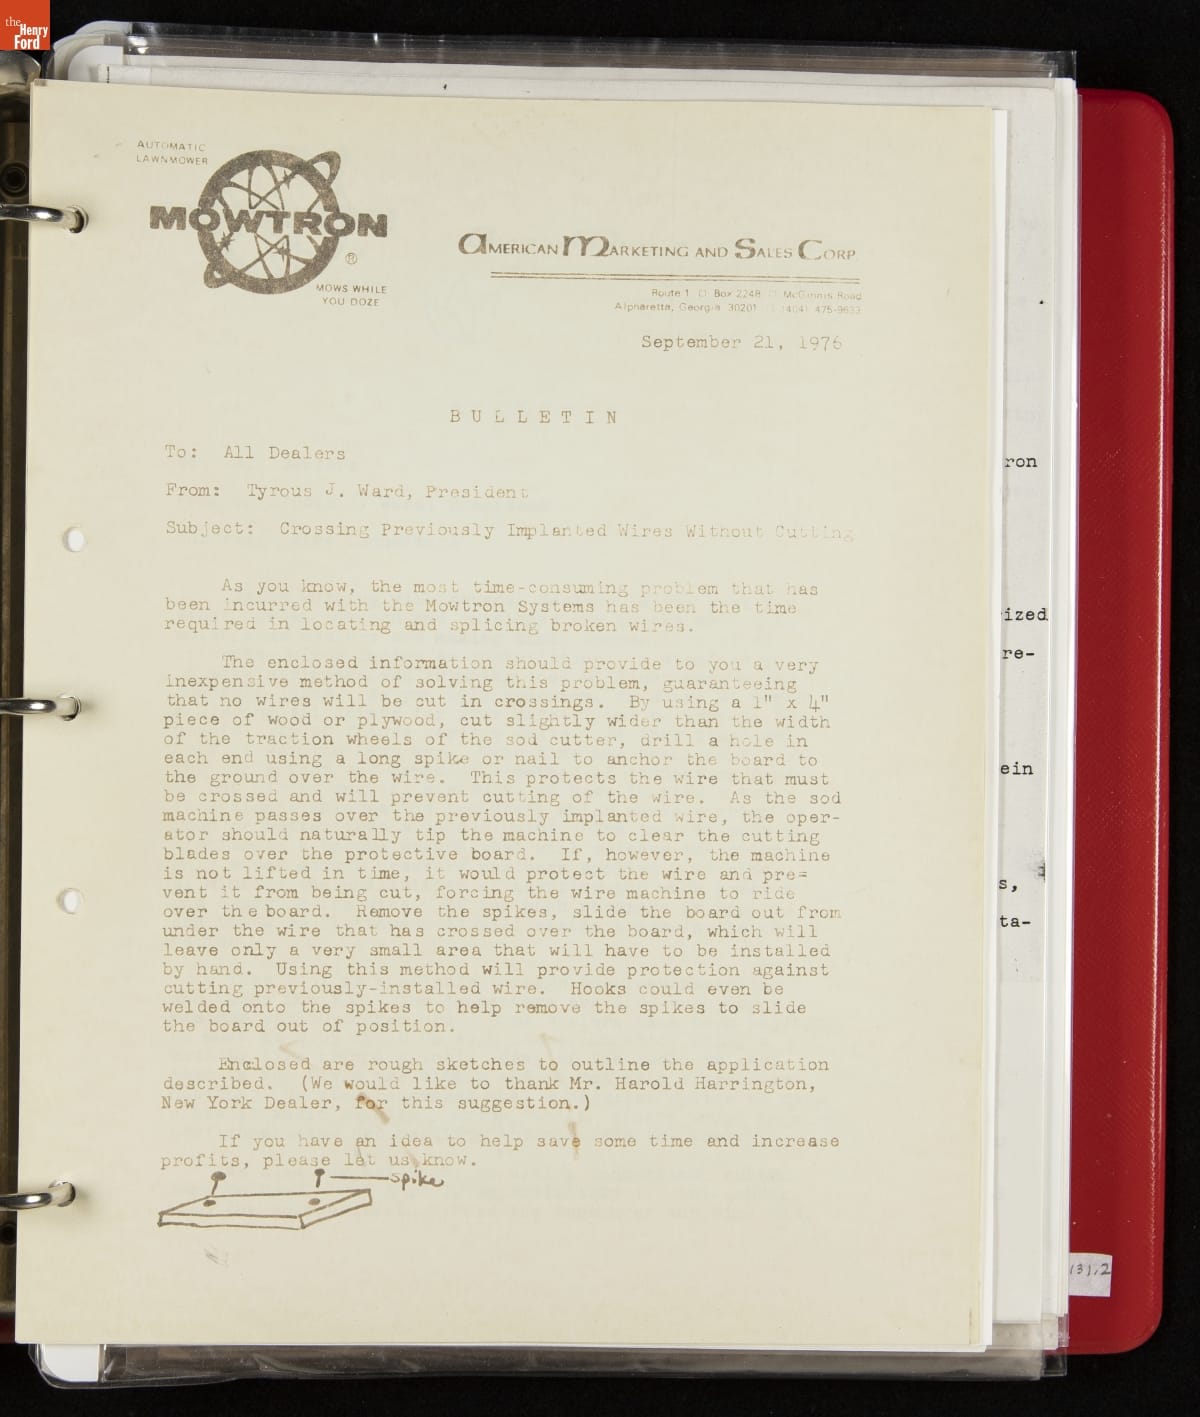 the
Henry
Ford
AUTOMATIC
LAWNMOWER
MOWTRON
®
MOWS WHILE
YOU DOZE
AMERICAN MARKETING AND SALES CORP
Route 1 □ Box 2248 □ McGinnis Road
Alpharetta, Georgia 30201 □ (404) 475-9633
September 21, 1976
BULLETIN
To: All Dealers
From: Tyrous J. Ward, President
Subject: Crossing Previously Implanted Wires Without Cutting
As you know, the most time-consuming problem that has
been incurred with the Mowtron Systems has been the time
required in locating and splicing broken wires.
The enclosed information should provide to you a very
inexpensive method of solving this problem, guaranteeing
that no wires will be cut in crossings. By using a 1" x 4"
piece of wood or plywood, cut slightly wider than the width
of the traction wheels of the sod cutter, drill a hole in
each end using a long spike or nail to anchor the board to
the ground over the wire. This protects the wire that must
be crossed and will prevent cutting of the wire. As the sod
machine passes over the previously implanted wire, the oper-
ator should naturally tip the machine to clear the cutting
blades over the protective board. If, however, the machine
is not lifted in time, it would protect the wire and pre=
vent it from being cut, forcing the wire machine to ride
over the board. Remove the spikes, slide the board out from
under the wire that has crossed over the board, which will
leave only a very small area that will have to be installed
by hand. Using this method will provide protection against
cutting previously-installed wire. Hooks could even be
welded onto the spikes to help remove the spikes to slide
the board out of position.
Enclosed are rough sketches to outline the application
described. (We would like to thank Mr. Harold Harrington,
New York Dealer, for this suggestion.)
If you have an idea to help save some time and increase
profits, please let us know.
spike
ron
ized
re-
ein
s,
ta-
131.2